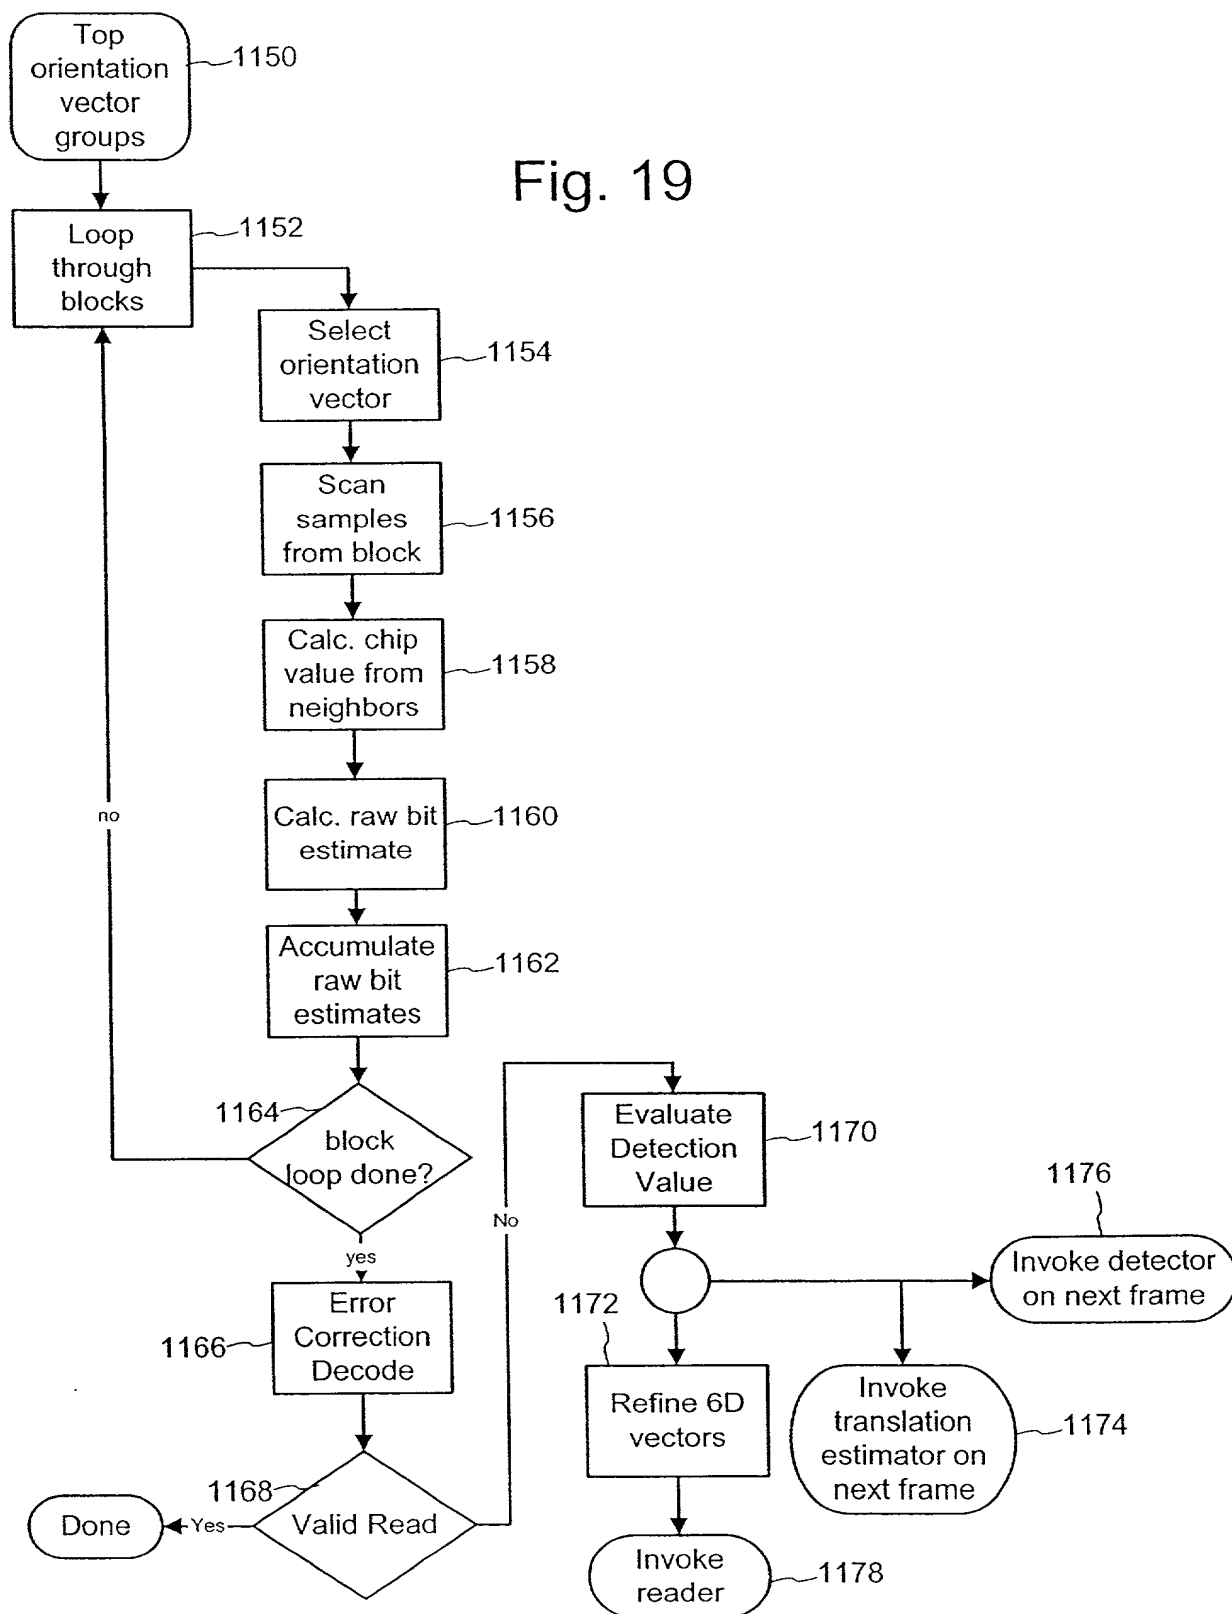 Top
orientation
vector
groups
1150
Fig. 19
Loop
through
blocks
1152
Select
orientation
vector
1154
Scan
samples
from block
1156
Calc. chip
value from
neighbors
1158
no
Calc. raw bit
estimate
1160
Accumulate
raw bit
estimates
1162
1164
block
loop done?
yes
Error
Correction
Decode
1166
1168
Valid Read
Yes
Done
No
Evaluate
Detection
Value
1170
1176
Invoke detector
on next frame
1172
Refine 6D
vectors
Invoke
translation
estimator on
next frame
1174
Invoke
reader
1178